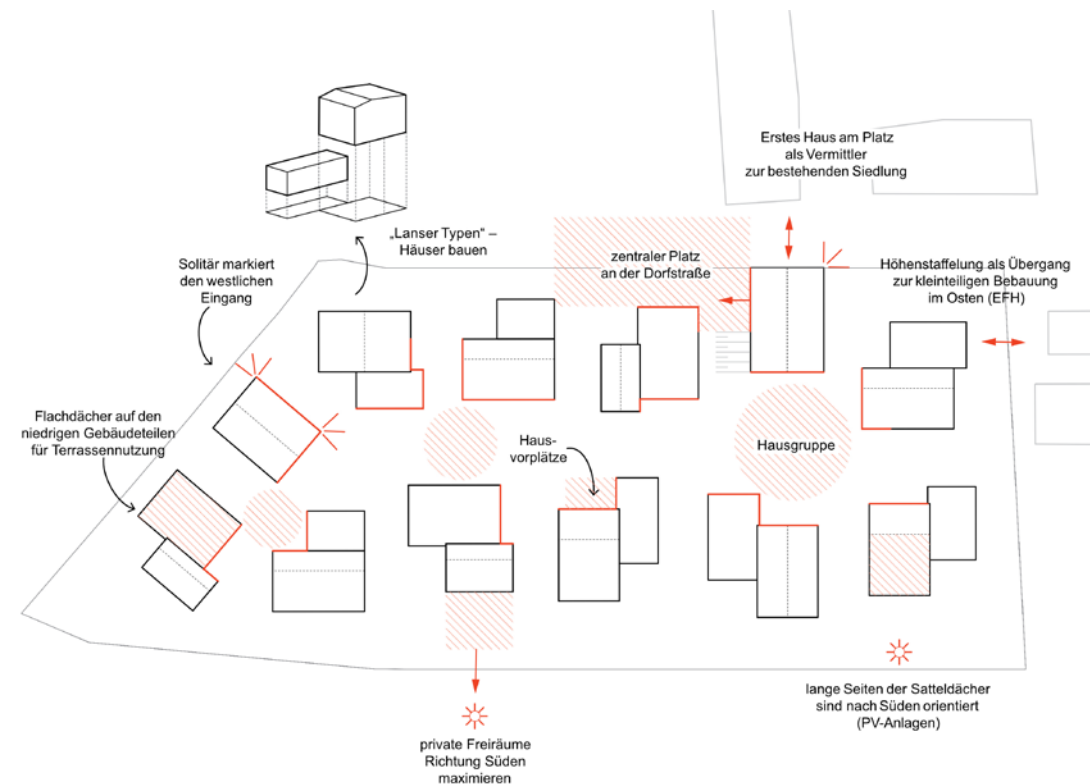 Erstes Haus am Platz
als Vermittler
zur bestehenden Siedlung
„Lanser Typen“ –
Häuser bauen
zentraler Platz
an der Dorfstraße
Solitär markiert
den westlichen
Eingang
Höhenstaffelung als Übergang
zur kleinteiligen Bebauung
im Osten (EFH)
Flachdächer auf den
niedrigen Gebäudeteilen
für Terrassennutzung
Haus-
vorplätze
Hausgruppe
lange Seiten der Satteldächer
sind nach Süden orientiert
(PV-Anlagen)
private Freiräume
Richtung Süden
maximieren